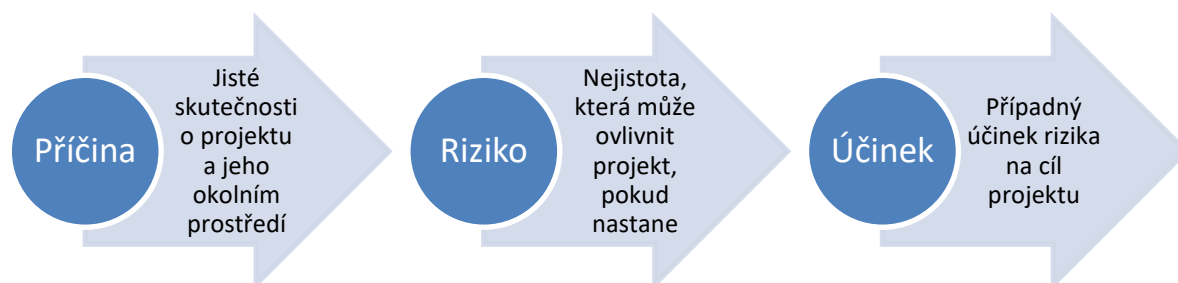 Příčina
Jisté
skutečnosti
o projektu
a jeho
okolním
prostředí
Riziko
Nejistota,
která může
ovlivnit
projekt,
pokud
nastane
Účinek
Případný
účinek rizika
na cíl
projektu